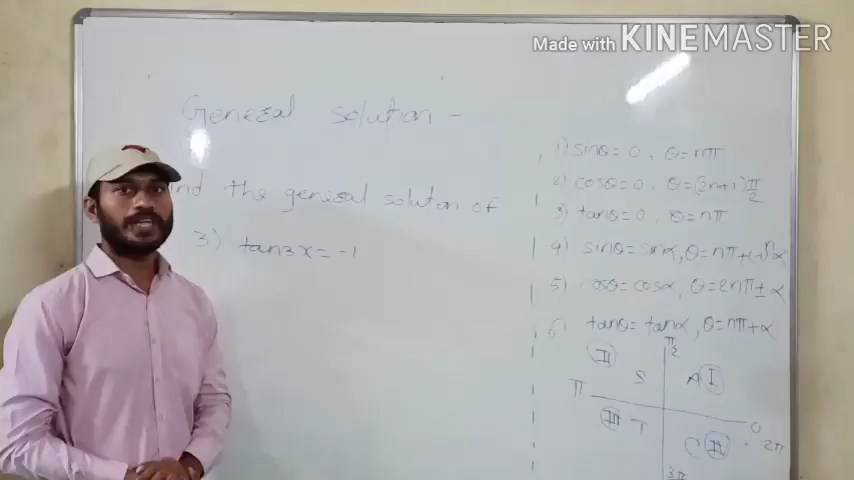 Made with KINEMASTER
General solution -
ind the general solution of
3) tan3x = -1
1) sinθ = 0, θ = nπ
2) cosθ = 0, θ = (2n+1)π/2
3) tanθ = 0, θ = nπ
4) sinθ = sinα, θ = nπ+(-1)ⁿα
5) cosθ = cosα, θ = 2nπ ± α
6) tanθ = tanα, θ = nπ+α
π/2
II
S A I
π
0
III T C IV 2π
3π